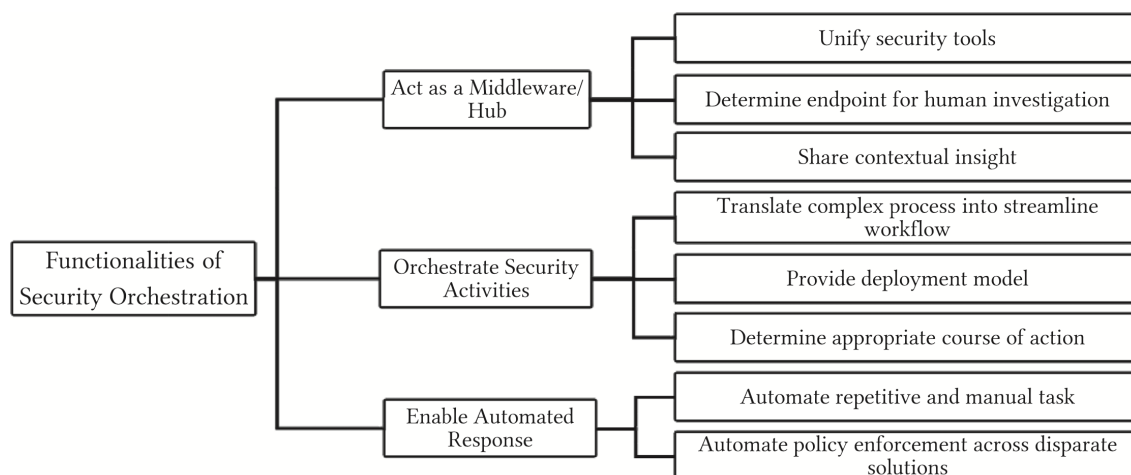 Functionalities of
Security Orchestration
Act as a Middleware/
Hub
Unify security tools
Determine endpoint for human investigation
Share contextual insight
Orchestrate Security
Activities
Translate complex process into streamline
workflow
Provide deployment model
Determine appropriate course of action
Enable Automated
Response
Automate repetitive and manual task
Automate policy enforcement across disparate
solutions